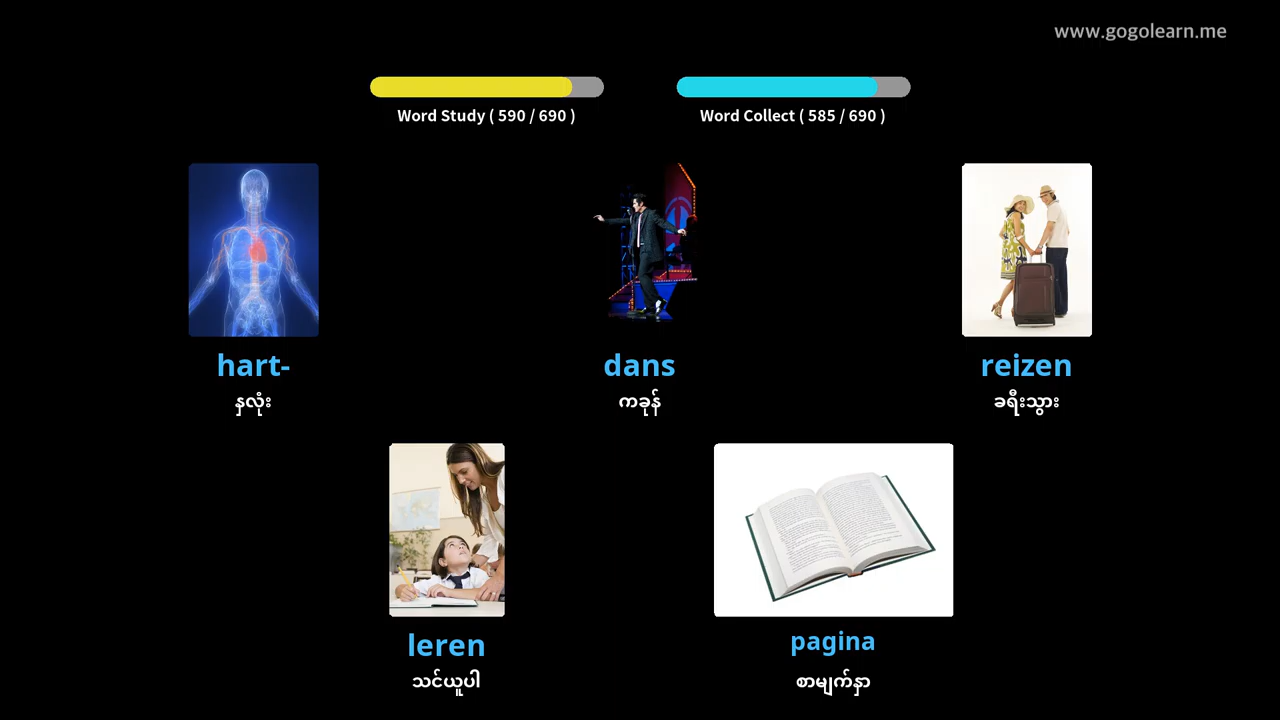 www.gogolearn.me
Word Study ( 590 / 690 )
Word Collect ( 585 / 690 )
hart-
နှလုံး
dans
ကခုန်
reizen
ခရီးသွား
leren
သင်ယူပါ
pagina
စာမျက်နှာ